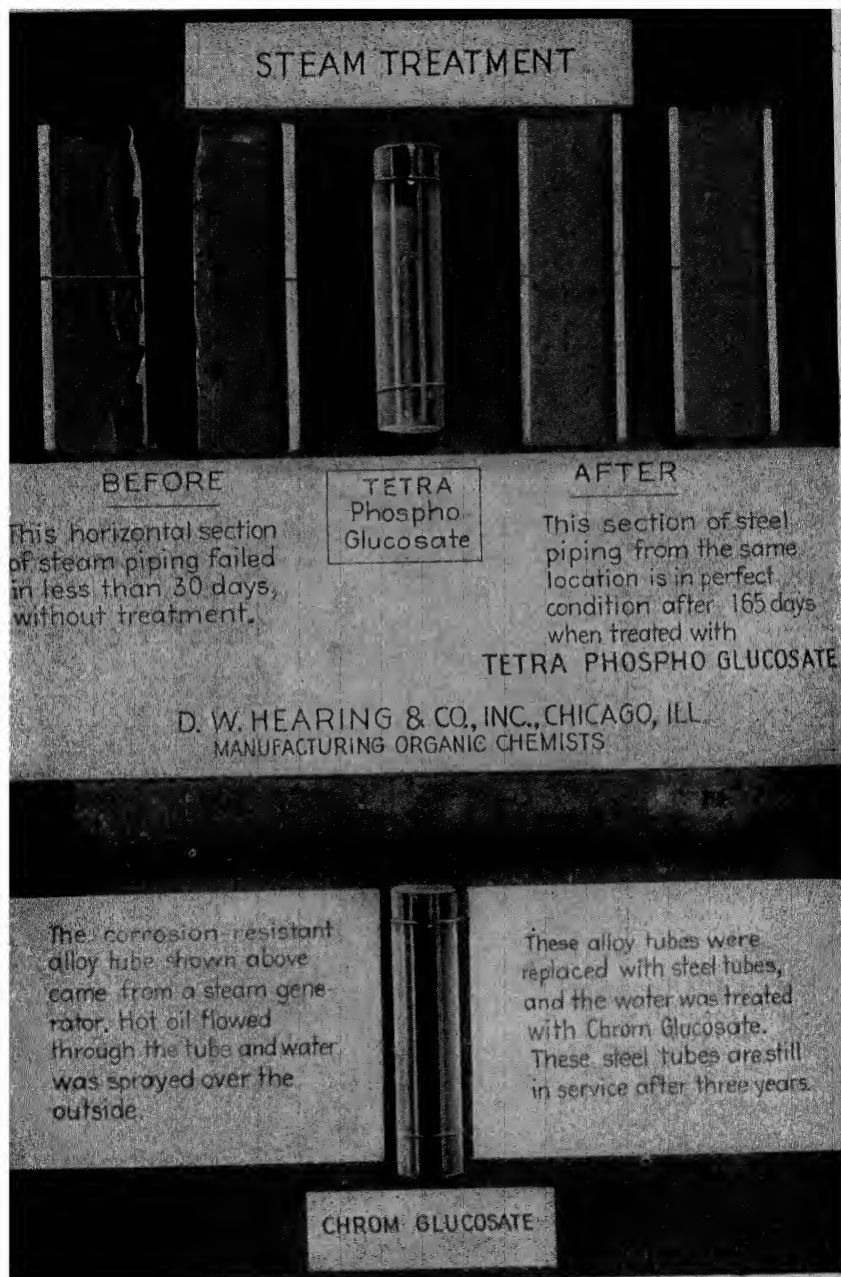 STEAM TREATMENT
BEFORE
This horizontal section
of steam piping failed
in less than 30 days,
without treatment.
TETRA
Phospho
Glucosate
AFTER
This section of steel
piping from the same
location is in perfect
condition after 165 days
when treated with
TETRA PHOSPHO GLUCOSATE
D. W. HEARING & CO., INC., CHICAGO, ILL.
MANUFACTURING ORGANIC CHEMISTS
The corrosion resistant
alloy tube shown above
came from a steam gene-
rator. Hot oil flowed
through the tube and water
was sprayed over the
outside.
These alloy tubes were
replaced with steel tubes,
and the water was treated
with Chrom Glucosate.
These steel tubes are still
in service after three years.
CHROM GLUCOSATE